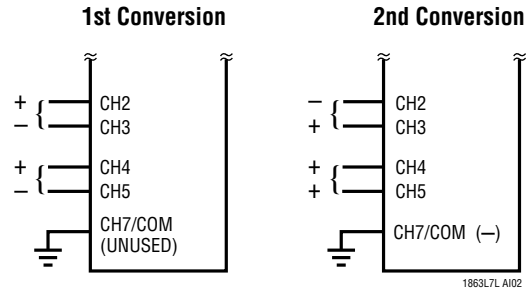 1st Conversion
2nd Conversion
+ { CH2
– CH3
+ { CH4
– CH5
CH7/COM
(UNUSED)
– { CH2
+ CH3
+ { CH4
+ CH5
CH7/COM (–)
1863L7L AI02